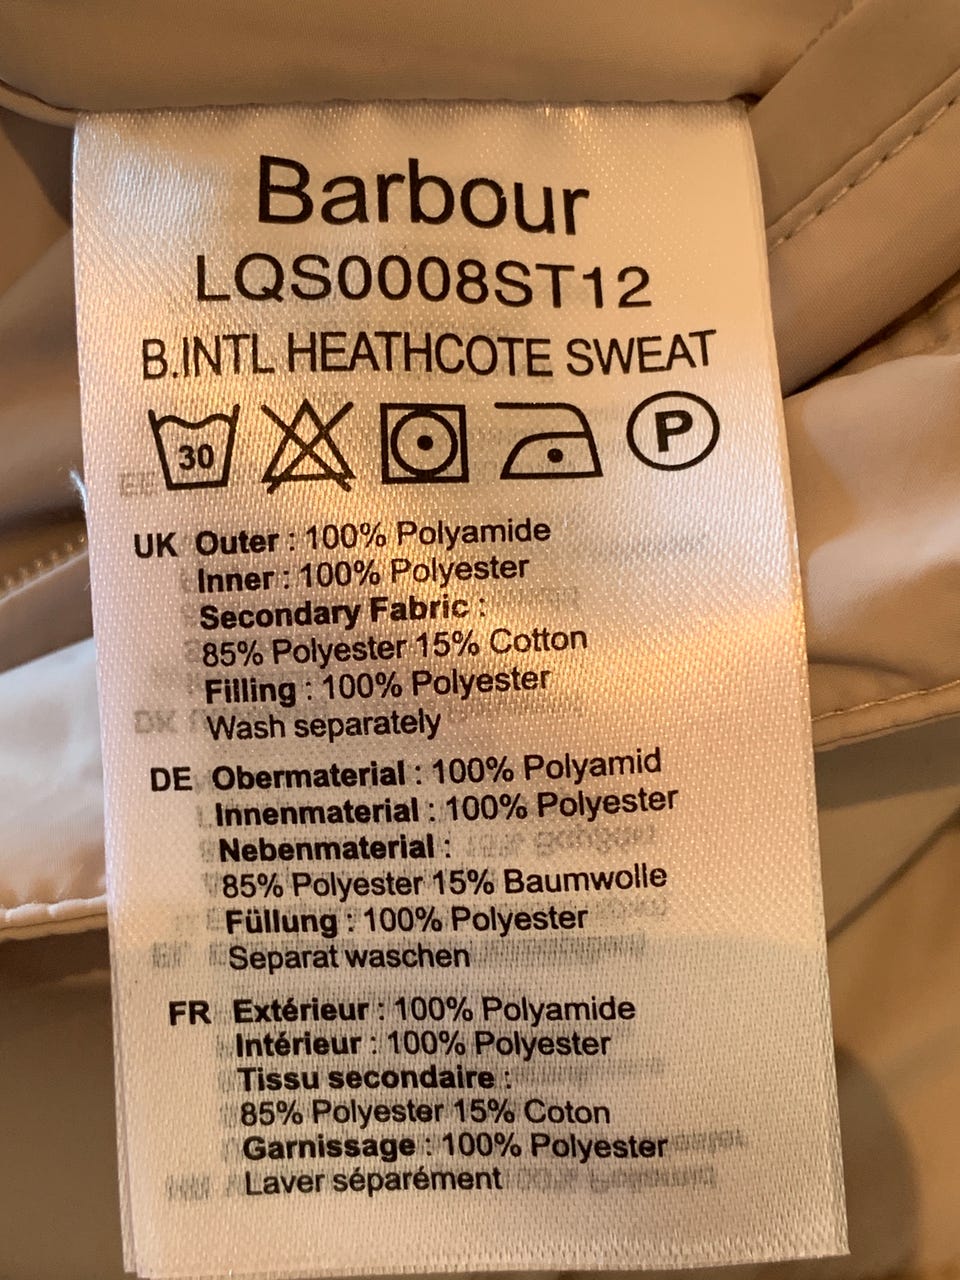 Barbour
LQS0008ST12
B.INTL HEATHCOTE SWEAT
30 P
UK Outer : 100% Polyamide
Inner : 100% Polyester
Secondary Fabric :
85% Polyester 15% Cotton
Filling : 100% Polyester
Wash separately
DE Obermaterial : 100% Polyamid
Innenmaterial : 100% Polyester
Nebenmaterial :
85% Polyester 15% Baumwolle
Füllung : 100% Polyester
Separat waschen
FR Extérieur : 100% Polyamide
Intérieur : 100% Polyester
Tissu secondaire :
85% Polyester 15% Coton
Garnissage : 100% Polyester
Laver séparément